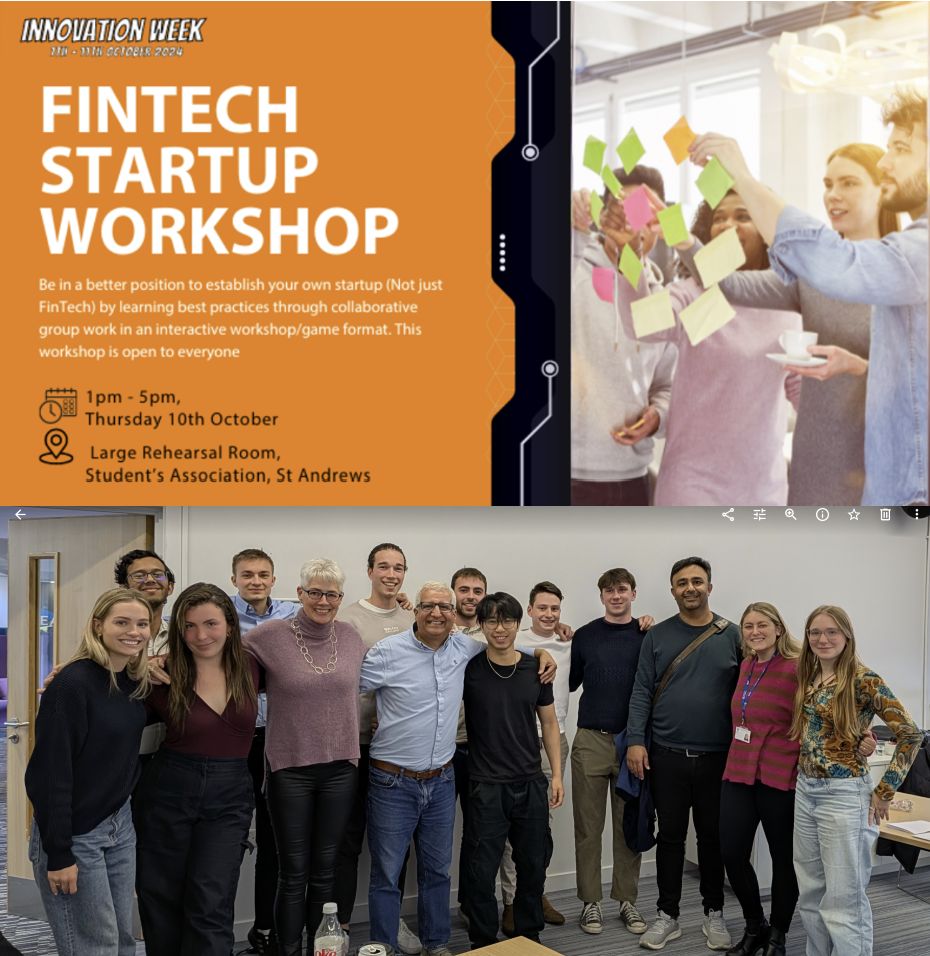 INNOVATION WEEK
7TH - 11TH OCTOBER 2024
FINTECH
STARTUP
WORKSHOP
Be in a better position to establish your own startup (Not just
FinTech) by learning best practices through collaborative
group work in an interactive workshop/game format. This
workshop is open to everyone
1pm - 5pm,
Thursday 10th October
Large Rehearsal Room,
Student's Association, St Andrews